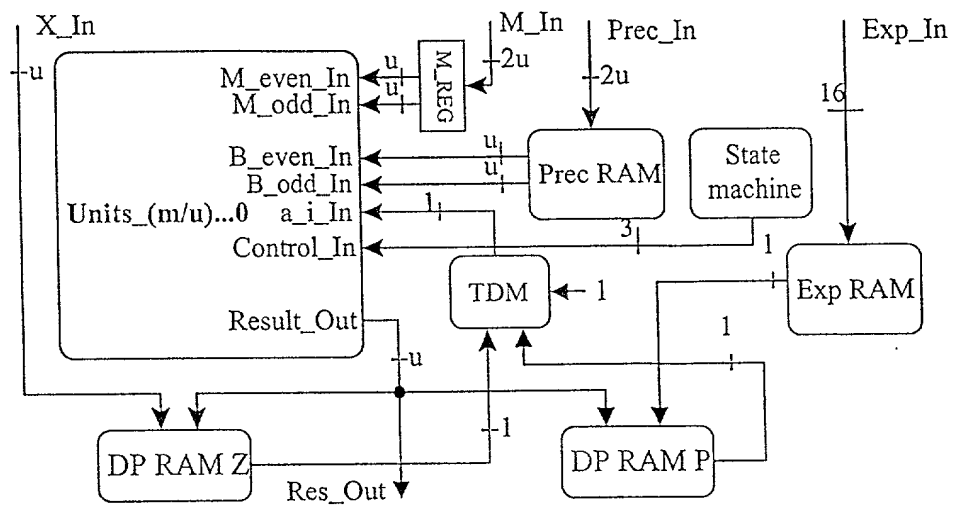 X_In
M_In
Prec_In
Exp_In
u
M_even_In
M_odd_In
u
u
M_REG
2u
2u
16
B_even_In
B_odd_In
u
u
Prec RAM
State
machine
Units_(m/u)...0
a_i_In
1
3
1
Control_In
TDM
1
Exp RAM
Result_Out
u
1
DP RAM Z
1
DP RAM P
Res_Out